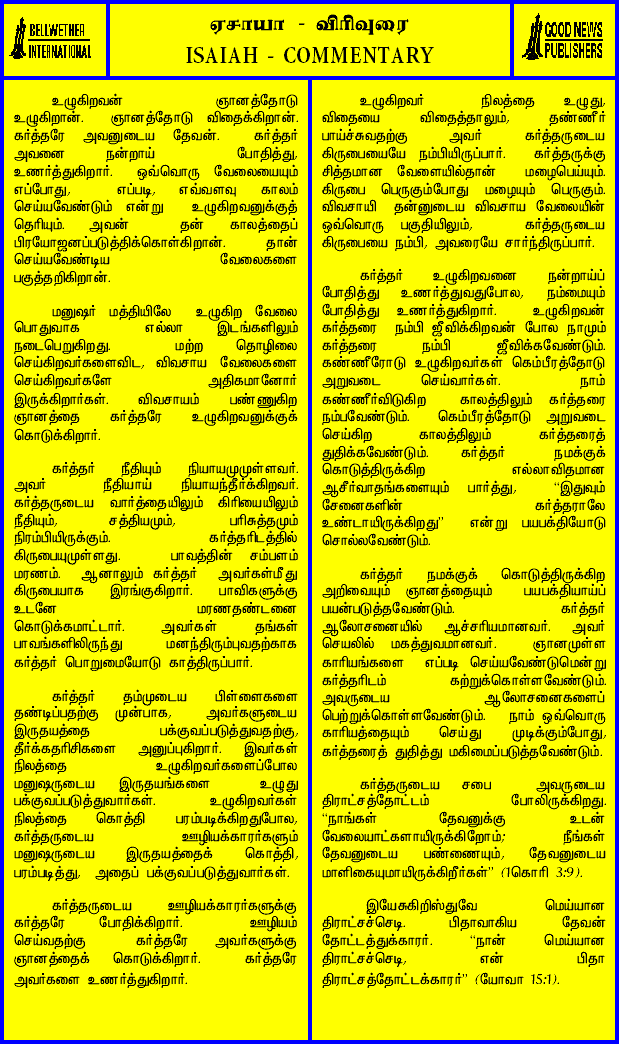 BELLWETHER
INTERNATIONAL
ஏசாயா - விரிவுரை
ISAIAH - COMMENTARY
GOOD NEWS
PUBLISHERS
உழுகிறவன் ஞானத்தோடு
உழுகிறான். ஞானத்தோடு விதைக்கிறான்.
கர்த்தரே அவனுடைய தேவன். கர்த்தர்
அவனை நன்றாய் போதித்து,
உணர்த்துகிறார். ஒவ்வொரு வேலையையும்
எப்போது, எப்படி, எவ்வளவு காலம்
செய்யவேண்டும் என்று உழுகிறவனுக்குத்
தெரியும். அவன் தன் காலத்தைப்
பிரயோஜனப்படுத்திக்கொள்கிறான். தான்
செய்யவேண்டிய வேலைகளை
பகுத்தறிகிறான்.
மனுஷர் மத்தியிலே உழுகிற வேலை
பொதுவாக எல்லா இடங்களிலும்
நடைபெறுகிறது. மற்ற தொழிலை
செய்கிறவர்களைவிட, விவசாய வேலைகளை
செய்கிறவர்களே அதிகமானோர்
இருக்கிறார்கள். விவசாயம் பண்ணுகிற
ஞானத்தை கர்த்தரே உழுகிறவனுக்குக்
கொடுக்கிறார்.
கர்த்தர் நீதியும் நியாயமுமுள்ளவர்.
அவர் நீதியாய் நியாயந்தீர்க்கிறவர்.
கர்த்தருடைய வார்த்தையிலும் கிரியையிலும்
நீதியும், சத்தியமும், பரிசுத்தமும்
நிரம்பியிருக்கும். கர்த்தரிடத்தில்
கிருபையுமுள்ளது. பாவத்தின் சம்பளம்
மரணம். ஆனாலும் கர்த்தர் அவர்கள்மீது
கிருபையாக இரங்குகிறார். பாவிகளுக்கு
உடனே மரணதண்டனை
கொடுக்கமாட்டார். அவர்கள் தங்கள்
பாவங்களிலிருந்து மனந்திரும்புவதற்காக
கர்த்தர் பொறுமையோடு காத்திருப்பார்.
கர்த்தர் தம்முடைய பிள்ளைகளை
தண்டிப்பதற்கு முன்பாக, அவர்களுடைய
இருதயத்தை பக்குவப்படுத்துவதற்கு,
தீர்க்கதரிசிகளை அனுப்புகிறார். இவர்கள்
நிலத்தை உழுகிறவர்களைப்போல
மனுஷருடைய இருதயங்களை உழுது
பக்குவப்படுத்துவார்கள். உழுகிறவர்கள்
நிலத்தை கொத்தி பரம்படிக்கிறதுபோல,
கர்த்தருடைய ஊழியக்காரர்களும்
மனுஷருடைய இருதயத்தைக் கொத்தி,
பரம்படித்து, அதைப் பக்குவப்படுத்துவார்கள்.
கர்த்தருடைய ஊழியக்காரர்களுக்கு
கர்த்தரே போதிக்கிறார். ஊழியம்
செய்வதற்கு கர்த்தரே அவர்களுக்கு
ஞானத்தைக் கொடுக்கிறார். கர்த்தரே
அவர்களை உணர்த்துகிறார்.
உழுகிறவர் நிலத்தை உழுது,
விதையை விதைத்தாலும், தண்ணீர்
பாய்ச்சுவதற்கு அவர் கர்த்தருடைய
கிருபையையே நம்பியிருப்பார். கர்த்தருக்கு
சித்தமான வேளையில்தான் மழைபெய்யும்.
கிருபை பெருகும்போது மழையும் பெருகும்.
விவசாயி தன்னுடைய விவசாய வேலையின்
ஒவ்வொரு பகுதியிலும், கர்த்தருடைய
கிருபையை நம்பி, அவரையே சார்ந்திருப்பார்.
கர்த்தர் உழுகிறவனை நன்றாய்ப்
போதித்து உணர்த்துவதுபோல, நம்மையும்
போதித்து உணர்த்துகிறார். உழுகிறவன்
கர்த்தரை நம்பி ஜீவிக்கிறவன் போல நாமும்
கர்த்தரை நம்பி ஜீவிக்கவேண்டும்.
கண்ணீரோடு உழுகிறவர்கள் கெம்பீரத்தோடு
அறுவடை செய்வார்கள். நாம்
கண்ணீர்விடுகிற காலத்திலும் கர்த்தரை
நம்பவேண்டும். கெம்பீரத்தோடு அறுவடை
செய்கிற காலத்திலும் கர்த்தரைத்
துதிக்கவேண்டும். கர்த்தர் நமக்குக்
கொடுத்திருக்கிற எல்லாவிதமான
ஆசீர்வாதங்களையும் பார்த்து, "இதுவும்
சேனைகளின் கர்த்தராலே
உண்டாயிருக்கிறது" என்று பயபக்தியோடு
சொல்லவேண்டும்.
கர்த்தர் நமக்குக் கொடுத்திருக்கிற
அறிவையும் ஞானத்தையும் பயபக்தியாய்ப்
பயன்படுத்தவேண்டும். கர்த்தர்
ஆலோசனையில் ஆச்சரியமானவர். அவர்
செயலில் மகத்துவமானவர். ஞானமுள்ள
காரியங்களை எப்படி செய்யவேண்டுமென்று
கர்த்தரிடம் கற்றுக்கொள்ளவேண்டும்.
அவருடைய ஆலோசனைகளைப்
பெற்றுக்கொள்ளவேண்டும். நாம் ஒவ்வொரு
காரியத்தையும் செய்து முடிக்கும்போது,
கர்த்தரைத் துதித்து மகிமைப்படுத்தவேண்டும்.
கர்த்தருடைய சபை அவருடைய
திராட்சத்தோட்டம் போலிருக்கிறது.
"நாங்கள் தேவனுக்கு உடன்
வேலையாட்களாயிருக்கிறோம்; நீங்கள்
தேவனுடைய பண்ணையும், தேவனுடைய
மாளிகையுமாயிருக்கிறீர்கள்" (1கொரி 3:9).
இயேசுகிறிஸ்துவே மெய்யான
திராட்சச்செடி. பிதாவாகிய தேவன்
தோட்டத்துக்காரர். "நான் மெய்யான
திராட்சச்செடி, என் பிதா
திராட்சத்தோட்டக்காரர்" (யோவா 15:1).